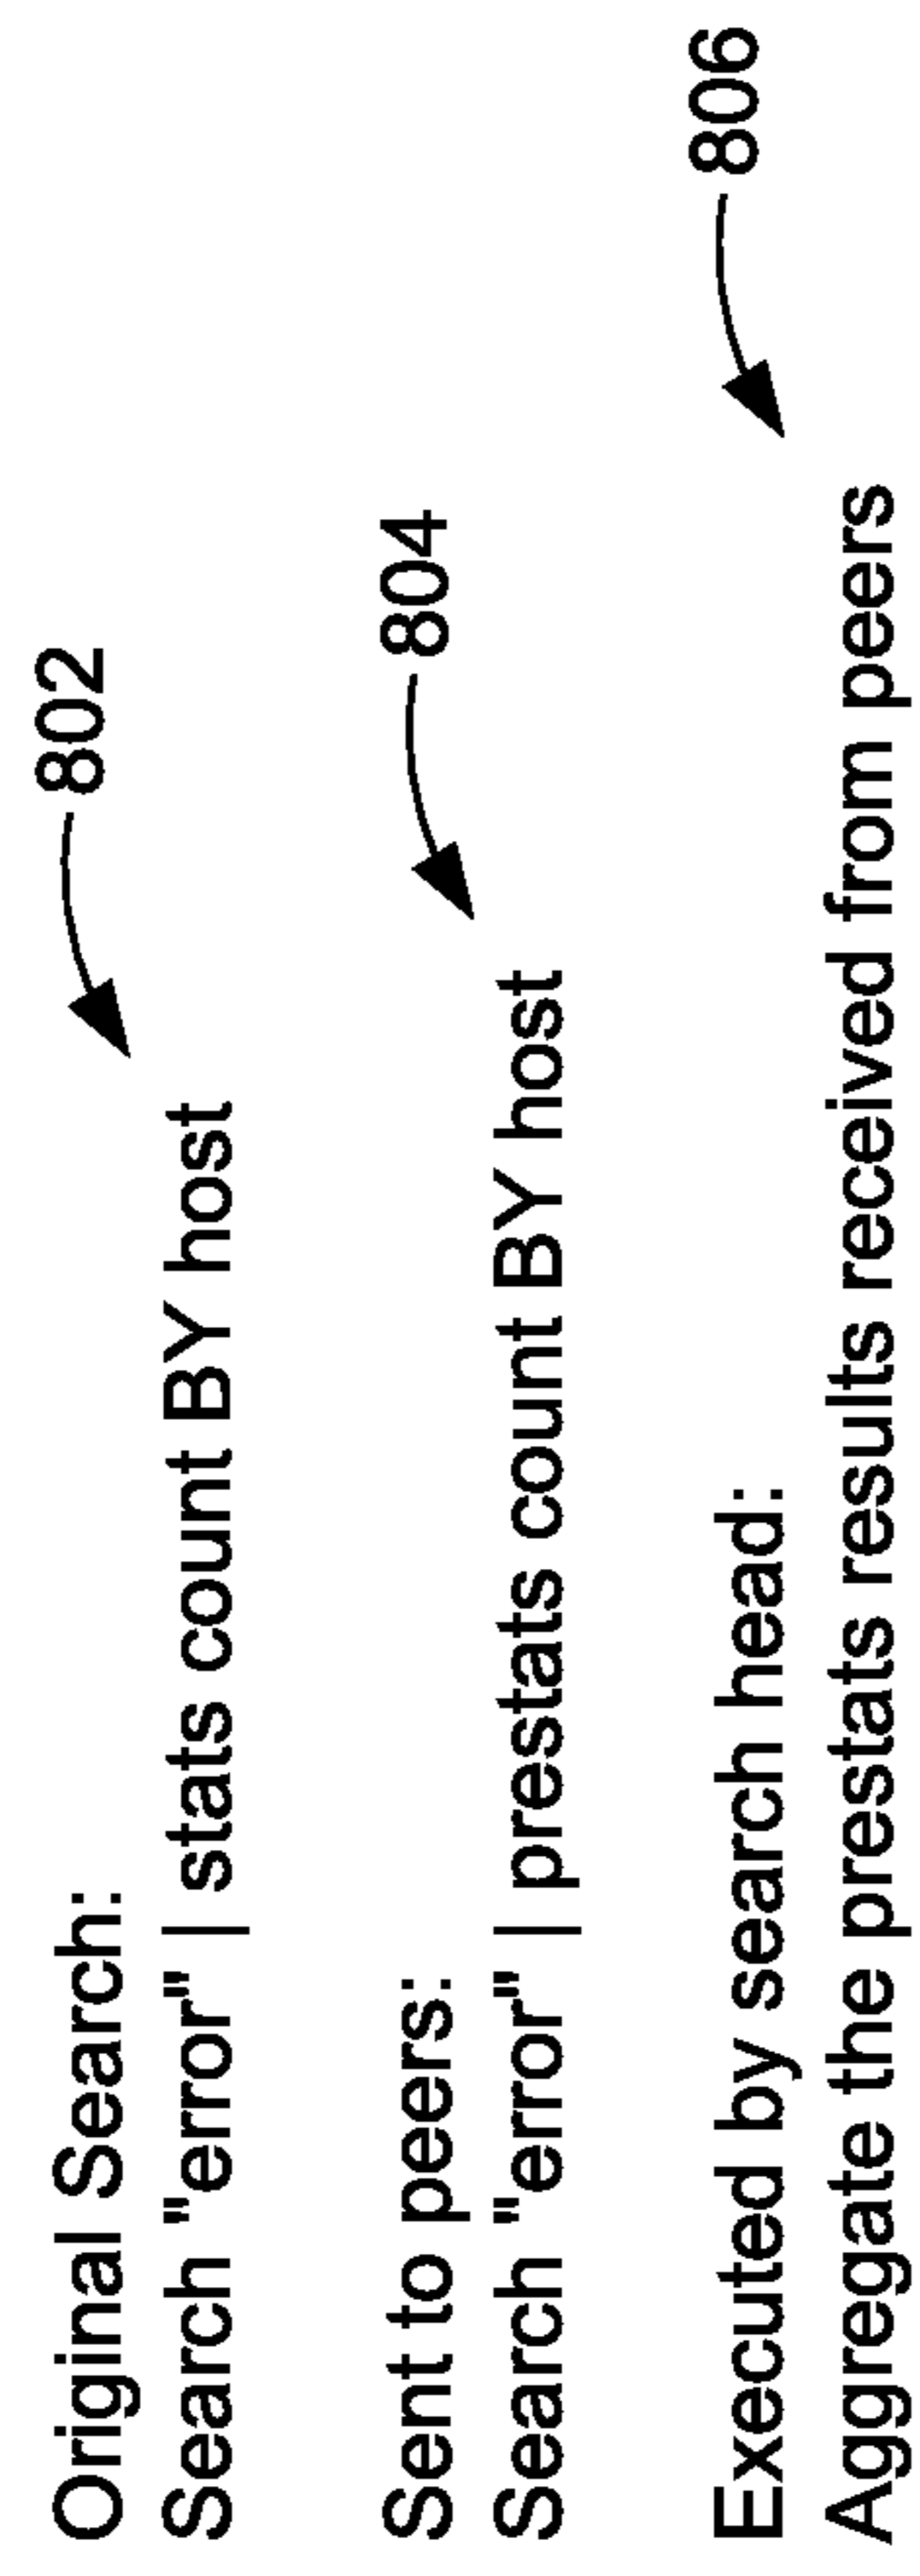 Original Search: 802
Search "error" | stats count BY host
Sent to peers: 804
Search "error" | prestats count BY host
Executed by search head: 806
Aggregate the prestats results received from peers